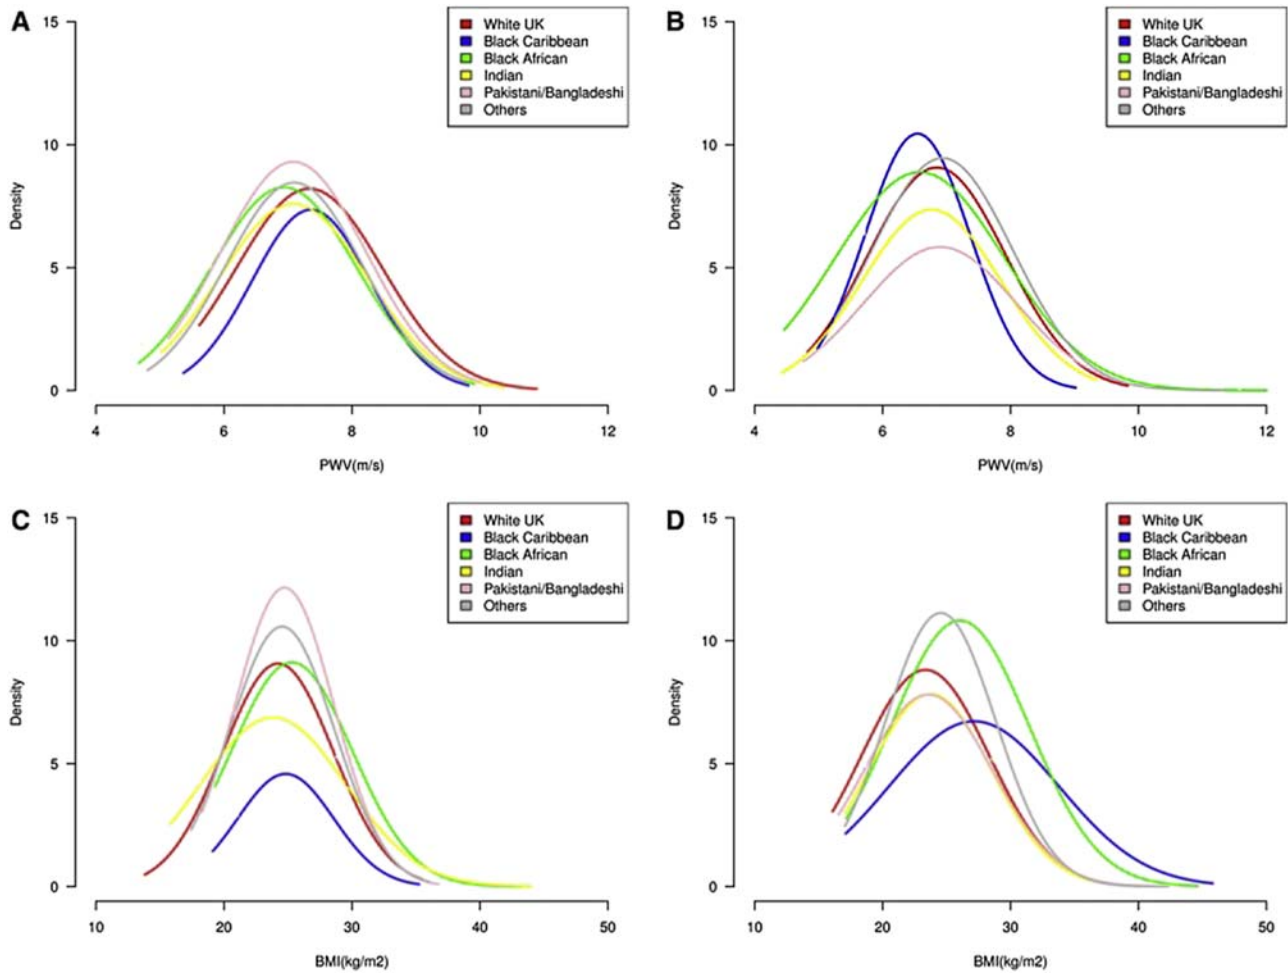 A
15
10
5
0
Density
4 6 8 10 12
PWV(m/s)
White UK
Black Caribbean
Black African
Indian
Pakistani/Bangladeshi
Others
B
15
10
5
0
Density
4 6 8 10 12
PWV(m/s)
White UK
Black Caribbean
Black African
Indian
Pakistani/Bangladeshi
Others
C
15
10
5
0
Density
10 20 30 40 50
BMI(kg/m2)
White UK
Black Caribbean
Black African
Indian
Pakistani/Bangladeshi
Others
D
15
10
5
0
Density
10 20 30 40 50
BMI(kg/m2)
White UK
Black Caribbean
Black African
Indian
Pakistani/Bangladeshi
Others